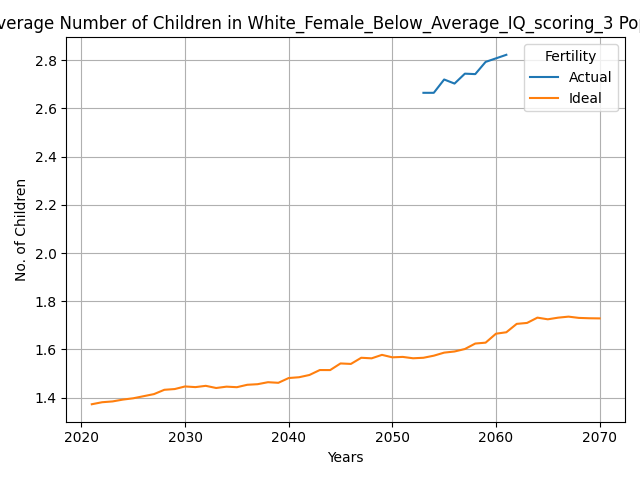 verage Number of Children in White_Female_Below_Average_IQ_scoring_3 Po
Fertility
Actual
Ideal
No. of Children
2.8
2.6
2.4
2.2
2.0
1.8
1.6
1.4
2020 2030 2040 2050 2060 2070
Years